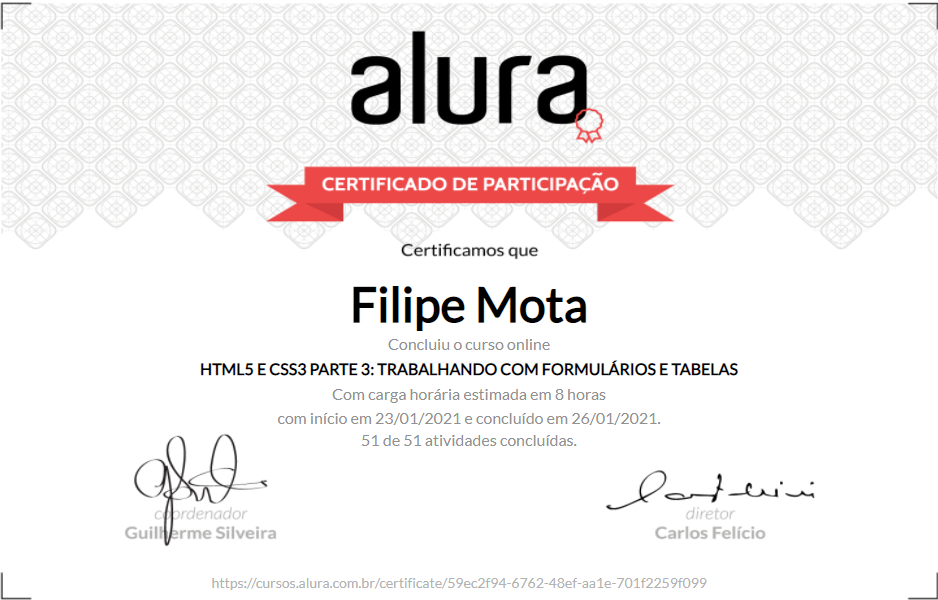 alura
CERTIFICADO DE PARTICIPAÇÃO
Certificamos que
Filipe Mota
Concluiu o curso online
HTML5 E CSS3 PARTE 3: TRABALHANDO COM FORMULÁRIOS E TABELAS
Com carga horária estimada em 8 horas
com início em 23/01/2021 e concluído em 26/01/2021.
51 de 51 atividades concluídas.
coordenador
Guilherme Silveira
diretor
Carlos Felício
https://cursos.alura.com.br/certificate/59ec2f94-6762-48ef-aa1e-701f2259f099